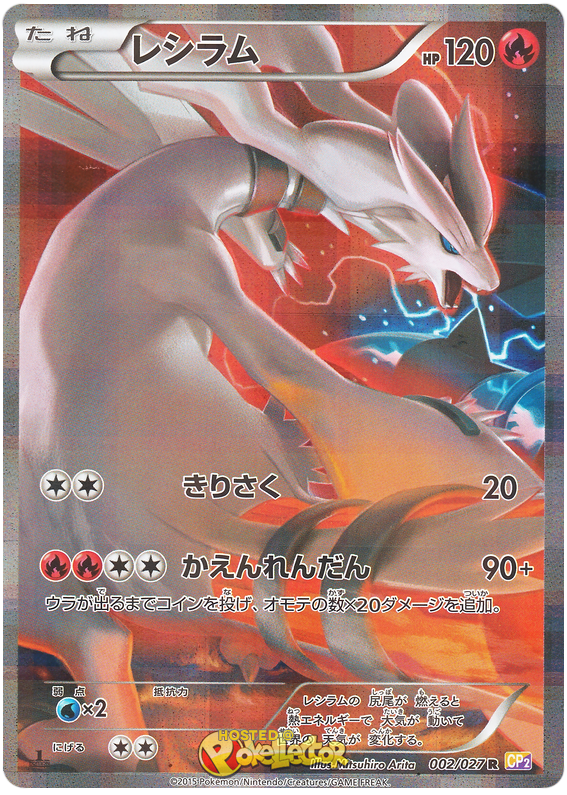 たね
レシラム
HP 120
きりさく 20
かえんれんだん 90+
ウラが出るまでコインを投げ、オモテの数×20ダメージを追加。
弱点 抵抗力
×2
にげる
レシラムの 尻尾が 燃えると
熱エネルギーで 大気が 動いて
界の 天気が 変化する。
HOSTED @
Pokellector
Mitsuhiro Arita 002/027 R CP2
©2015 Pokémon/Nintendo/Creatures/GAME FREAK.